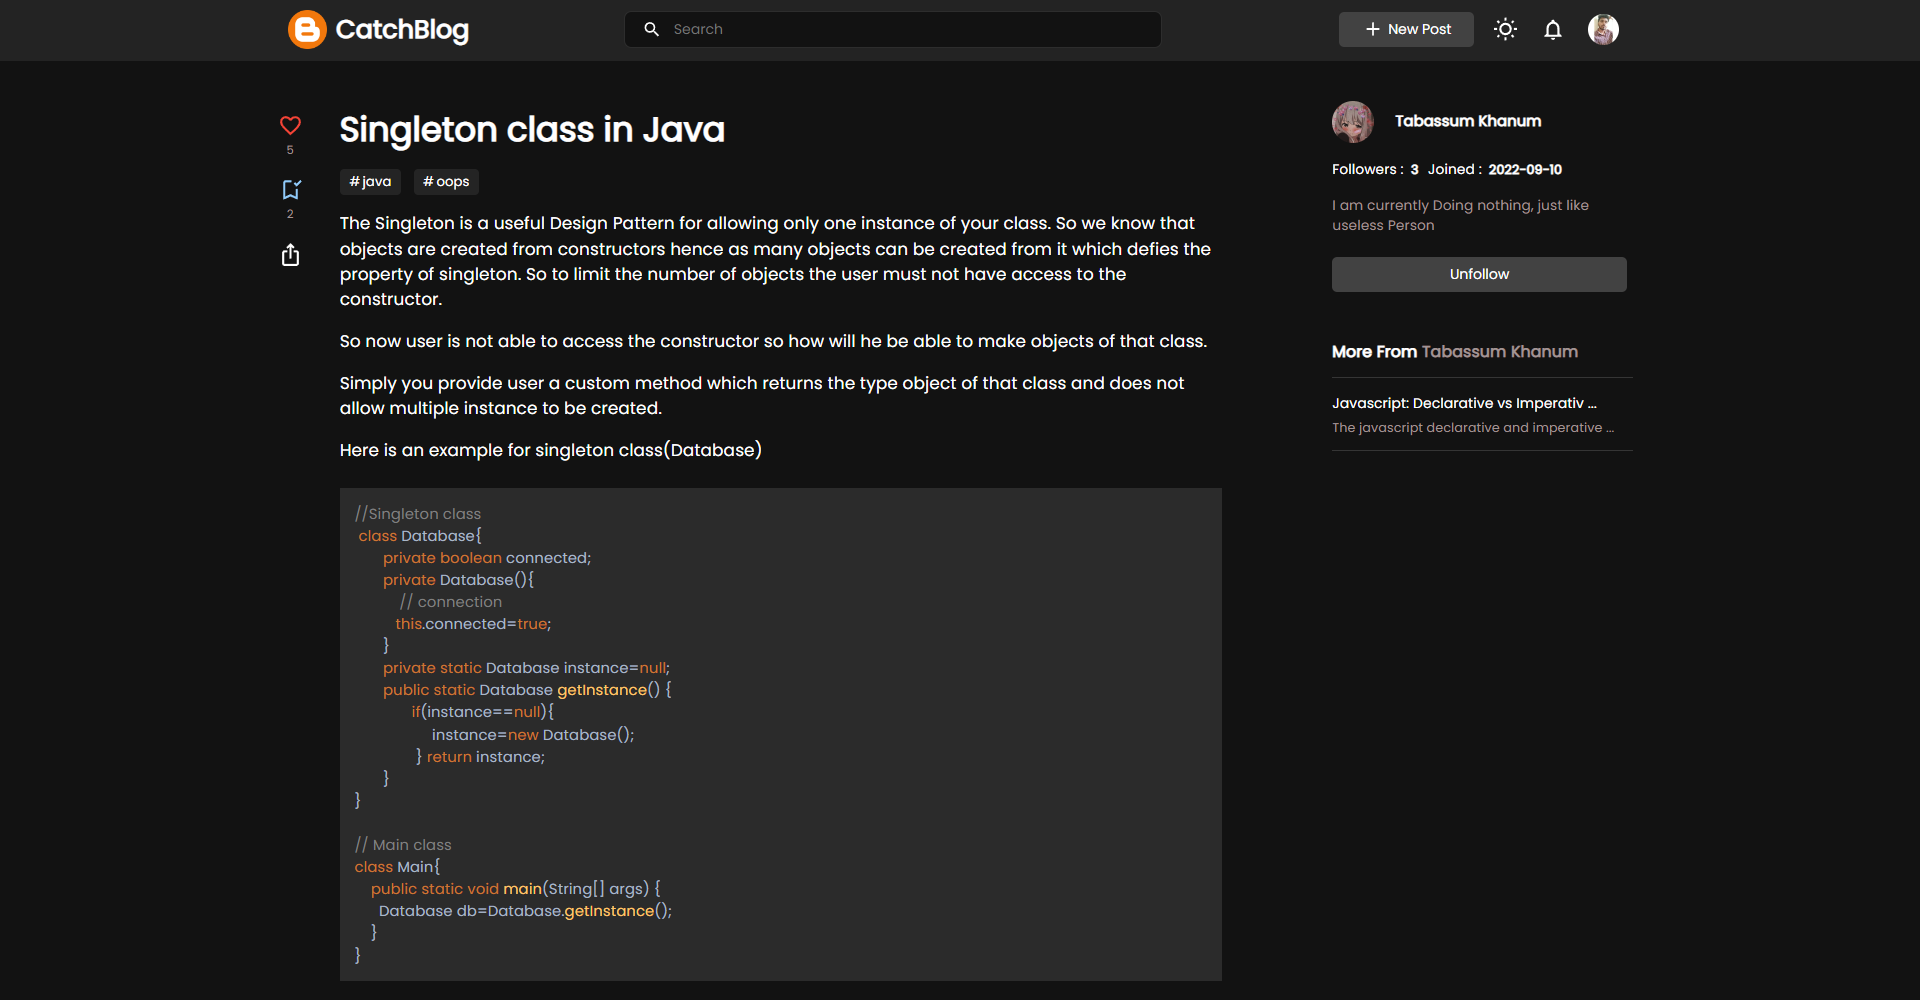 CatchBlog
Search
New Post
5
2
Singleton class in Java
#java #oops
The Singleton is a useful Design Pattern for allowing only one instance of your class. So we know that
objects are created from constructors hence as many objects can be created from it which defies the
property of singleton. So to limit the number of objects the user must not have access to the
constructor.
So now user is not able to access the constructor so how will he be able to make objects of that class.
Simply you provide user a custom method which returns the type object of that class and does not
allow multiple instance to be created.
Here is an example for singleton class(Database)
//Singleton class
class Database{
private boolean connected;
private Database(){
// connection
this.connected=true;
}
private static Database instance=null;
public static Database getInstance() {
if(instance==null){
instance=new Database();
} return instance;
}
}
// Main class
class Main{
public static void main(String[] args) {
Database db=Database.getInstance();
}
}
Tabassum Khanum
Followers : 3 Joined : 2022-09-10
I am currently Doing nothing, just like
useless Person
Unfollow
More From Tabassum Khanum
Javascript: Declarative vs Imperativ ...
The javascript declarative and imperative ...